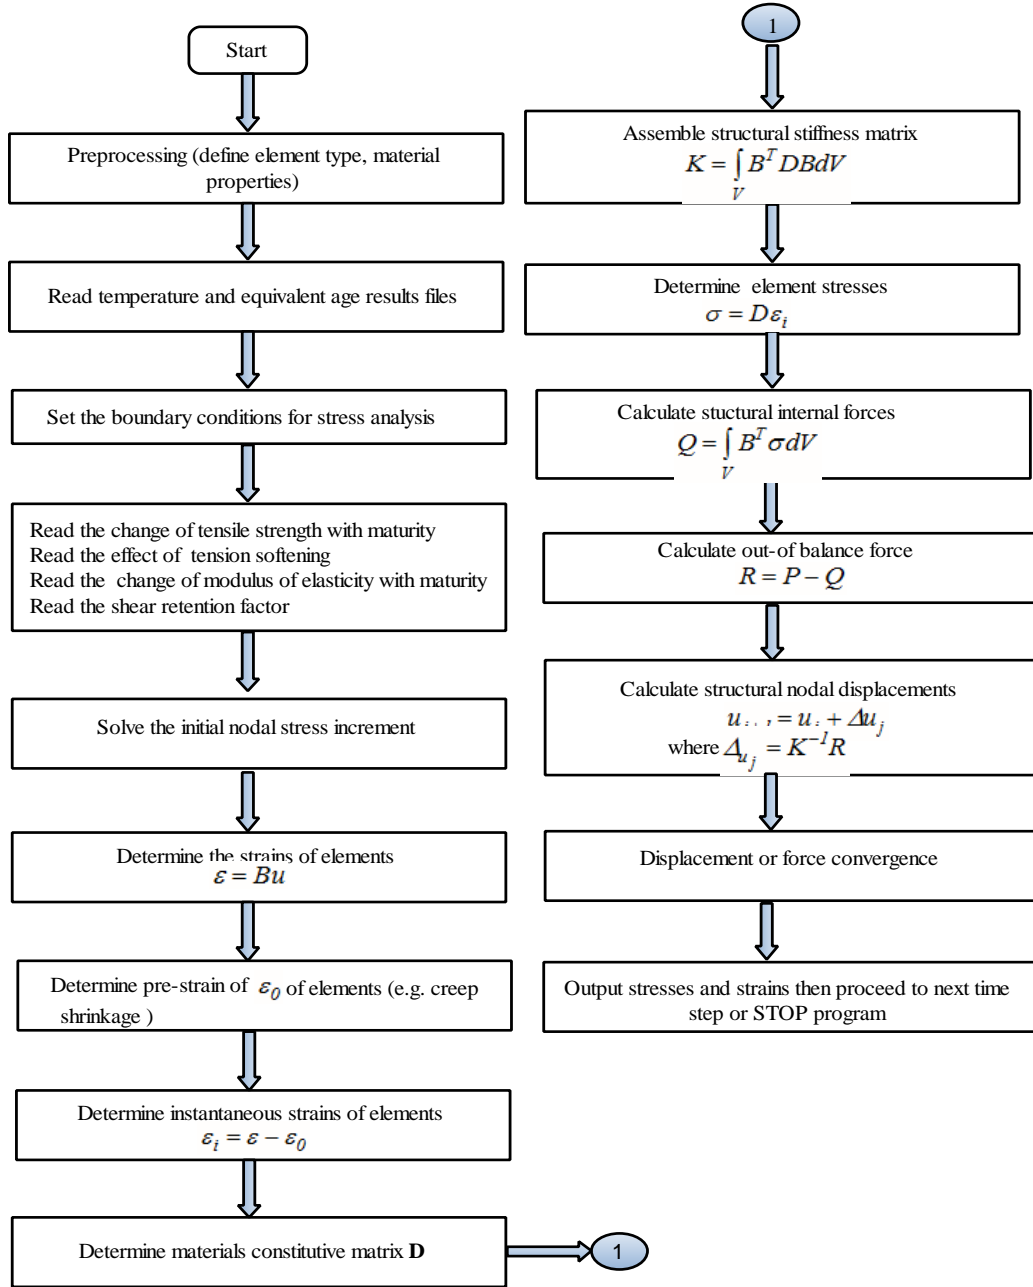 Start
Preprocessing (define element type, material
properties)
Read temperature and equivalent age results files
Set the boundary conditions for stress analysis
Read the change of tensile strength with maturity
Read the effect of tension softening
Read the change of modulus of elasticity with maturity
Read the shear retention factor
Solve the initial nodal stress increment
Determine the strains of elements
ε = Bu
Determine pre-strain of ε₀ of elements (e.g. creep
shrinkage )
Determine instantaneous strains of elements
εᵢ = ε − ε₀
Determine materials constitutive matrix D
1
1
Assemble structural stiffness matrix
K = ∫ Bᵀ DBdV
V
Determine element stresses
σ = Dεᵢ
Calculate stuctural internal forces
Q = ∫ Bᵀ σdV
V
Calculate out-of balance force
R = P − Q
Calculate structural nodal displacements
u = u + Δuⱼ
where Δuⱼ = K⁻¹R
Displacement or force convergence
Output stresses and strains then proceed to next time
step or STOP program